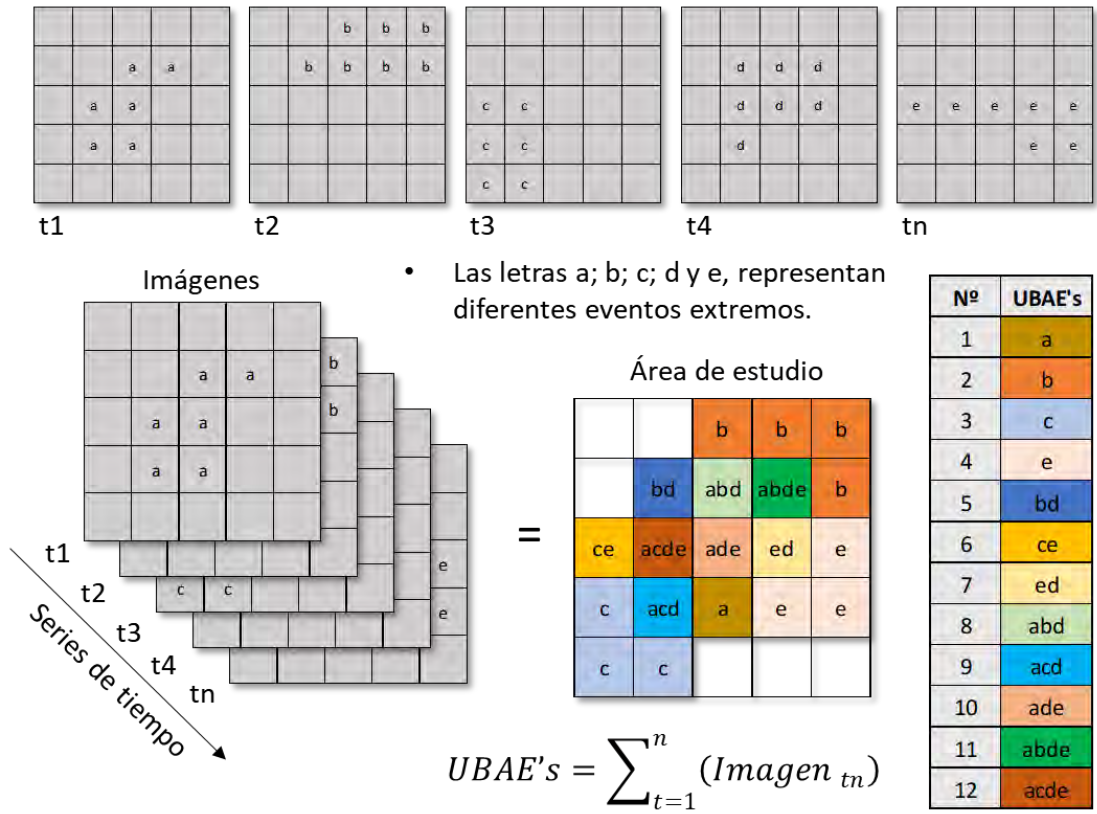 b b b
a a b b b b d d d
a a c c d d d e e e e e
a a c c d e e
c c
t1 t2 t3 t4 tn
Imágenes
• Las letras a; b; c; d y e, representan
diferentes eventos extremos.
a a b
a a b
a a
e
c c e
t1
t2
t3
t4
tn
Series de tiempo
=
Área de estudio
b b b
bd abd abde b
ce acde ade ed e
c acd a e e
c c
UBAE's = ∑ⁿₜ₌₁ (Imagen tn)
Nº UBAE's
1 a
2 b
3 c
4 e
5 bd
6 ce
7 ed
8 abd
9 acd
10 ade
11 abde
12 acde